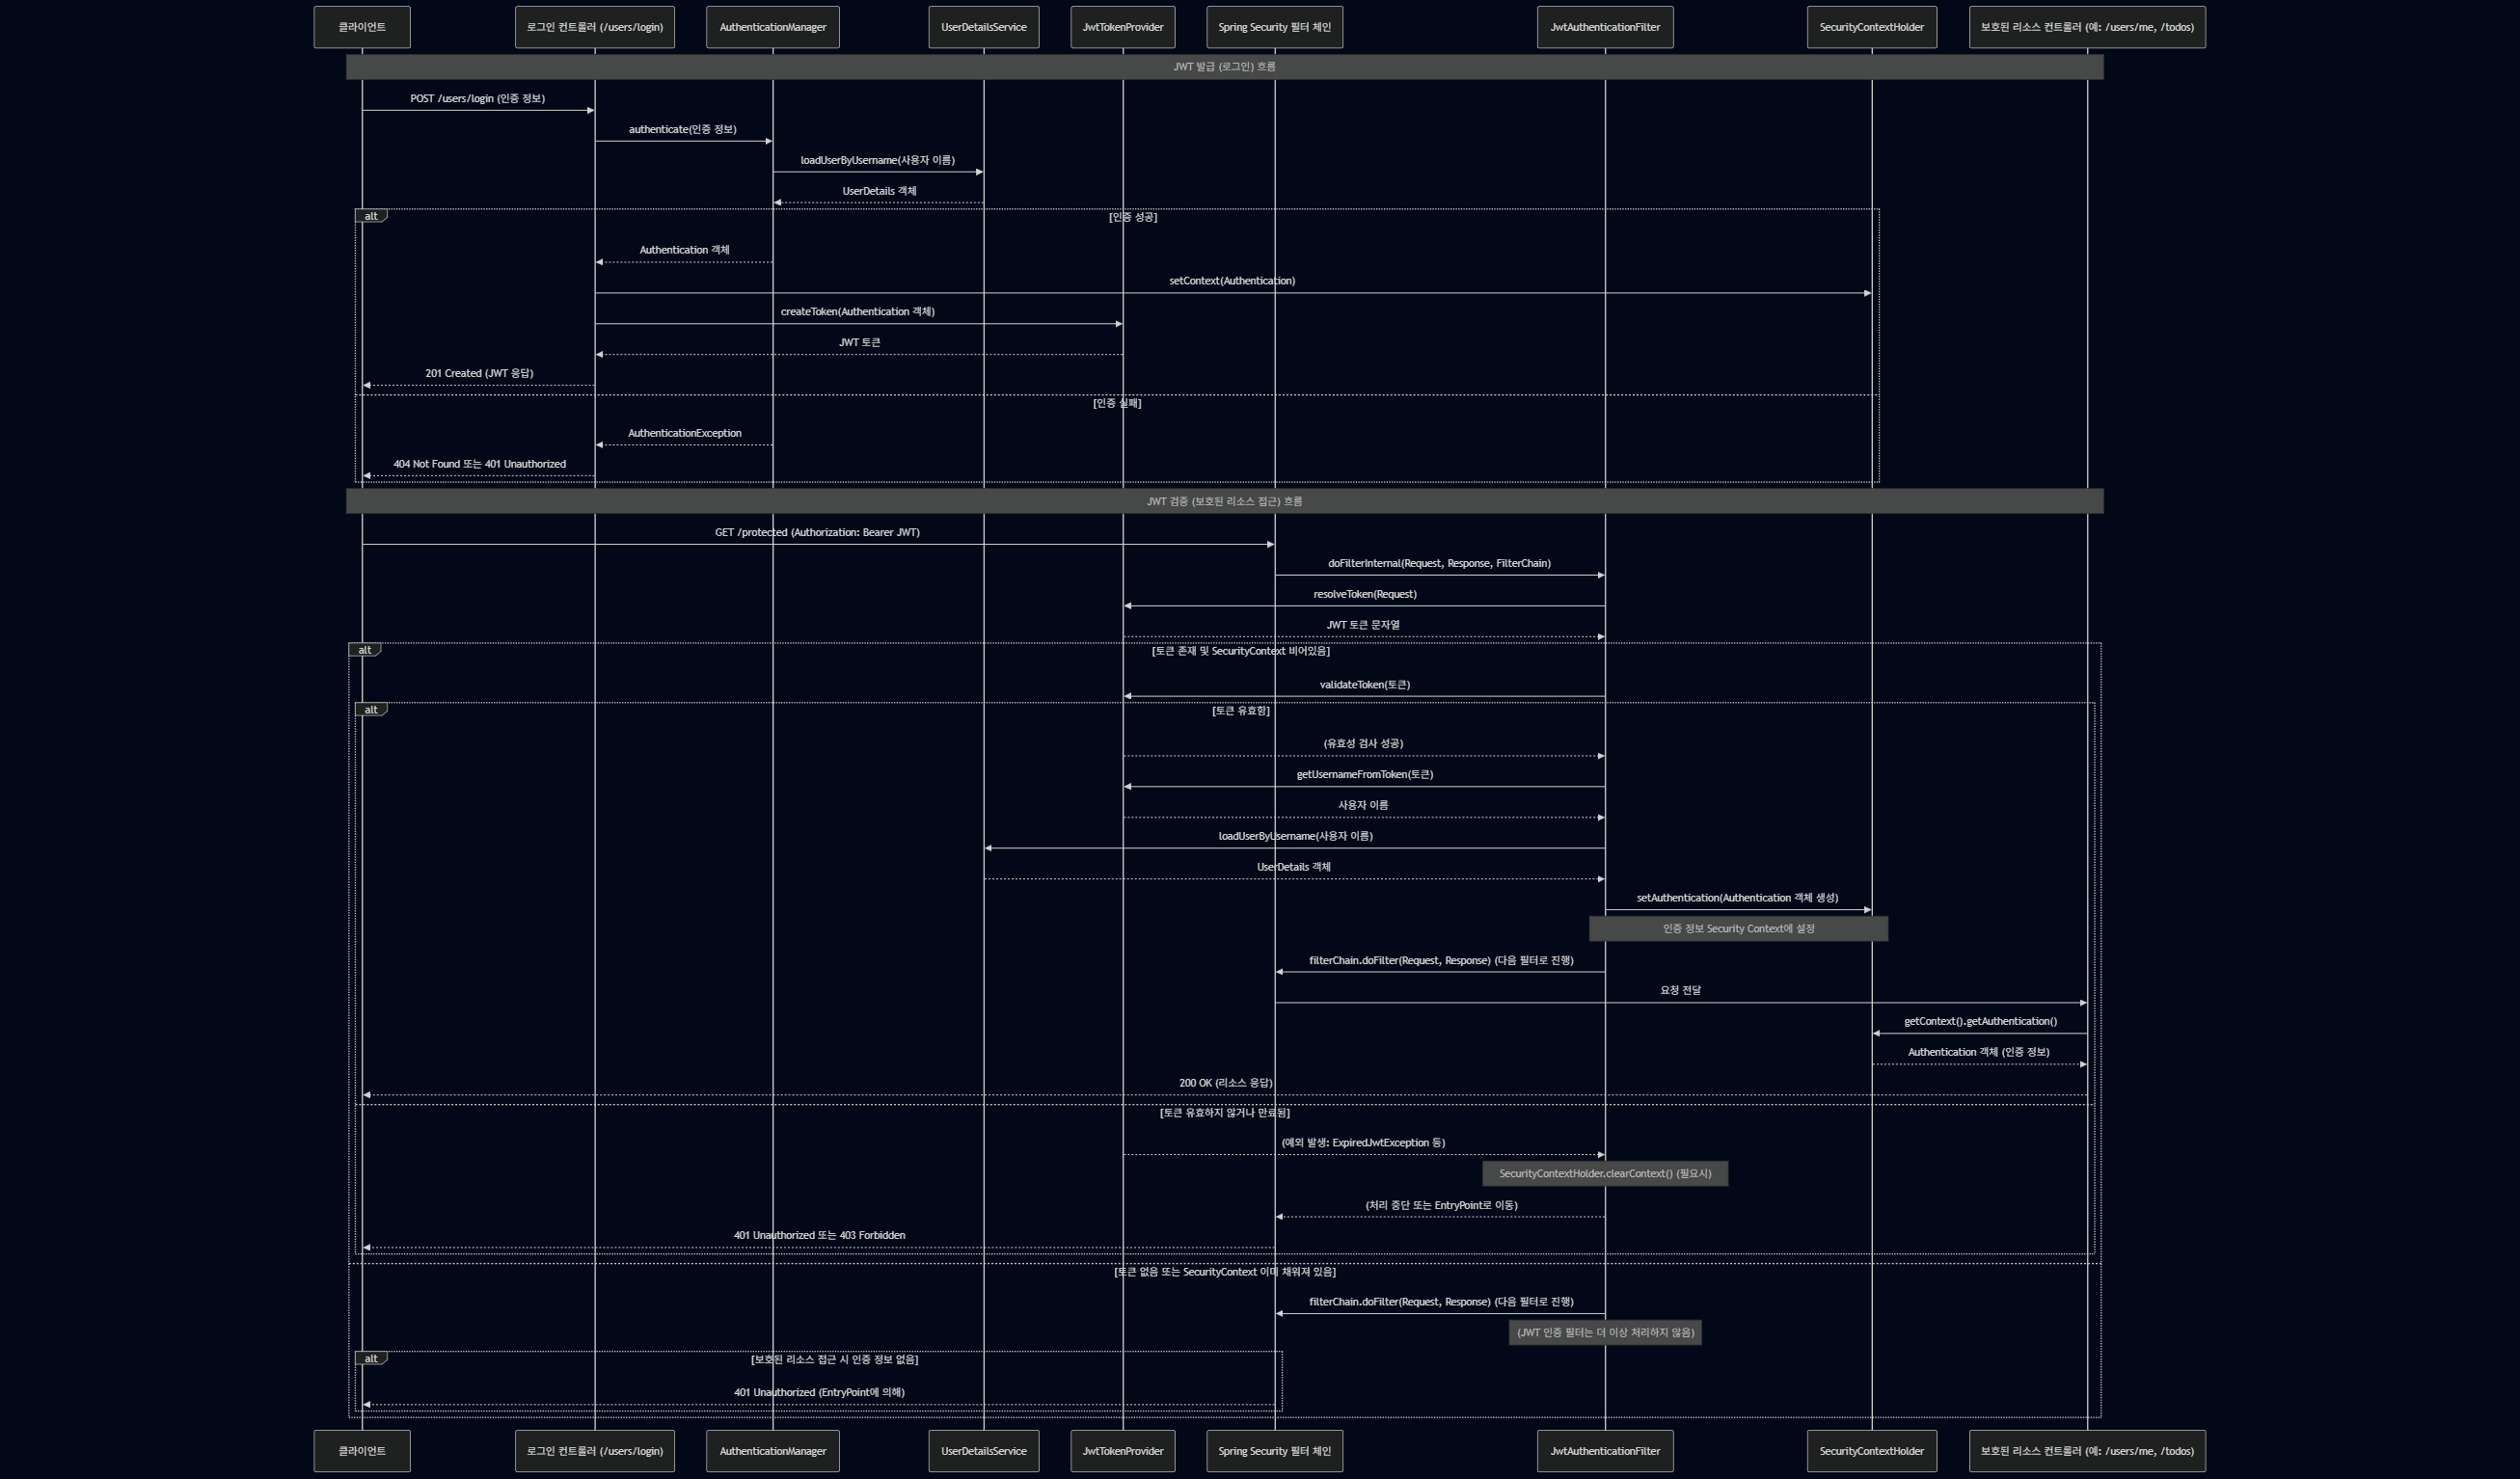 클라이언트
로그인 컨트롤러 (/users/login)
AuthenticationManager
UserDetailsService
JwtTokenProvider
Spring Security 필터 체인
JwtAuthenticationFilter
SecurityContextHolder
보호된 리소스 컨트롤러 (예: /users/me, /todos)
JWT 발급 (로그인) 흐름
POST /users/login (인증 정보)
authenticate(인증 정보)
loadUserByUsername(사용자 이름)
UserDetails 객체
alt
[인증 성공]
Authentication 객체
setContext(Authentication)
createToken(Authentication 객체)
JWT 토큰
201 Created (JWT 응답)
[인증 실패]
AuthenticationException
404 Not Found 또는 401 Unauthorized
JWT 검증 (보호된 리소스 접근) 흐름
GET /protected (Authorization: Bearer JWT)
doFilterInternal(Request, Response, FilterChain)
resolveToken(Request)
JWT 토큰 문자열
alt
[토큰 존재 및 SecurityContext 비어있음]
validateToken(토큰)
alt
[토큰 유효함]
(유효성 검사 성공)
getUsernameFromToken(토큰)
사용자 이름
loadUserByUsername(사용자 이름)
UserDetails 객체
setAuthentication(Authentication 객체 생성)
인증 정보 Security Context에 설정
filterChain.doFilter(Request, Response) (다음 필터로 진행)
요청 전달
getContext().getAuthentication()
Authentication 객체 (인증 정보)
200 OK (리소스 응답)
[토큰 유효하지 않거나 만료됨]
(예외 발생: ExpiredJwtException 등)
SecurityContextHolder.clearContext() (필요시)
(처리 중단 또는 EntryPoint로 이동)
401 Unauthorized 또는 403 Forbidden
[토큰 없음 또는 SecurityContext 이미 채워져 있음]
filterChain.doFilter(Request, Response) (다음 필터로 진행)
(JWT 인증 필터는 더 이상 처리하지 않음)
alt
[보호된 리소스 접근 시 인증 정보 없음]
401 Unauthorized (EntryPoint에 의해)
클라이언트
로그인 컨트롤러 (/users/login)
AuthenticationManager
UserDetailsService
JwtTokenProvider
Spring Security 필터 체인
JwtAuthenticationFilter
SecurityContextHolder
보호된 리소스 컨트롤러 (예: /users/me, /todos)